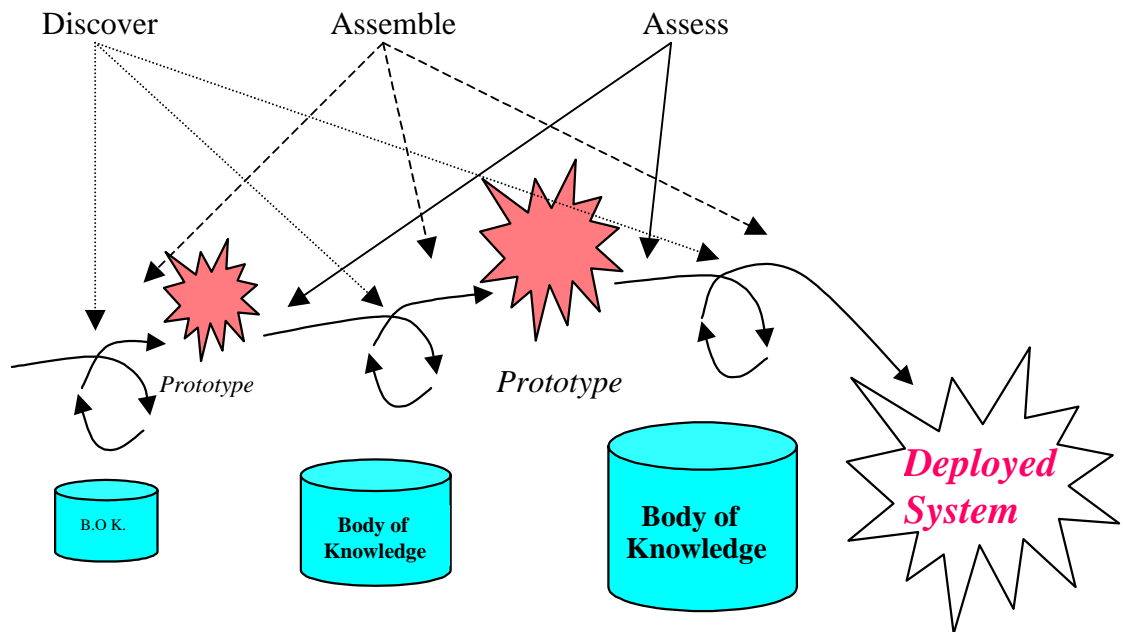 Discover Assemble Assess
Prototype
Prototype
B.O K.
Body of
Knowledge
Body of
Knowledge
Deployed
System